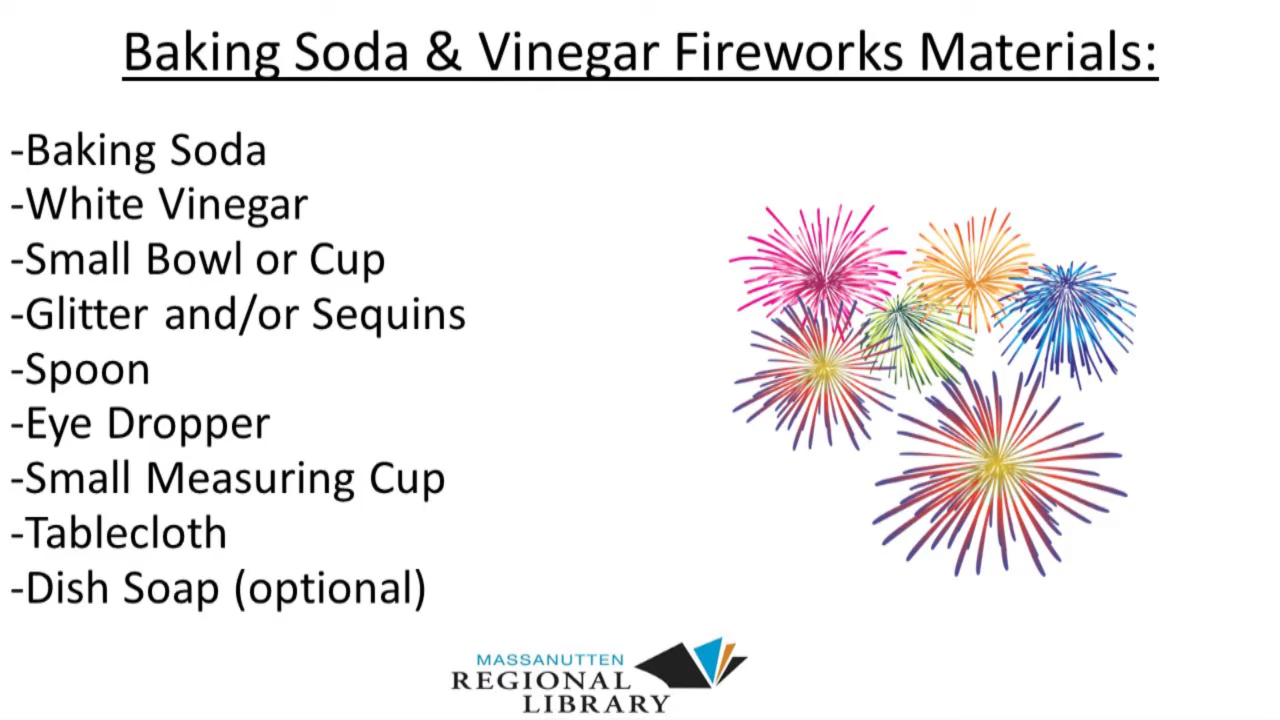 Baking Soda & Vinegar Fireworks Materials:
-Baking Soda
-White Vinegar
-Small Bowl or Cup
-Glitter and/or Sequins
-Spoon
-Eye Dropper
-Small Measuring Cup
-Tablecloth
-Dish Soap (optional)
MASSANUTTEN
REGIONAL
LIBRARY